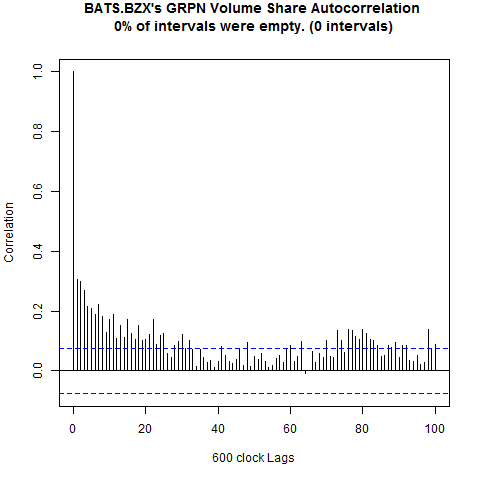 BATS.BZX's GRPN Volume Share Autocorrelation
0% of intervals were empty. (0 intervals)
1.0
0.8
0.6
0.4
0.2
0.0
Correlation
0 20 40 60 80 100
600 clock Lags